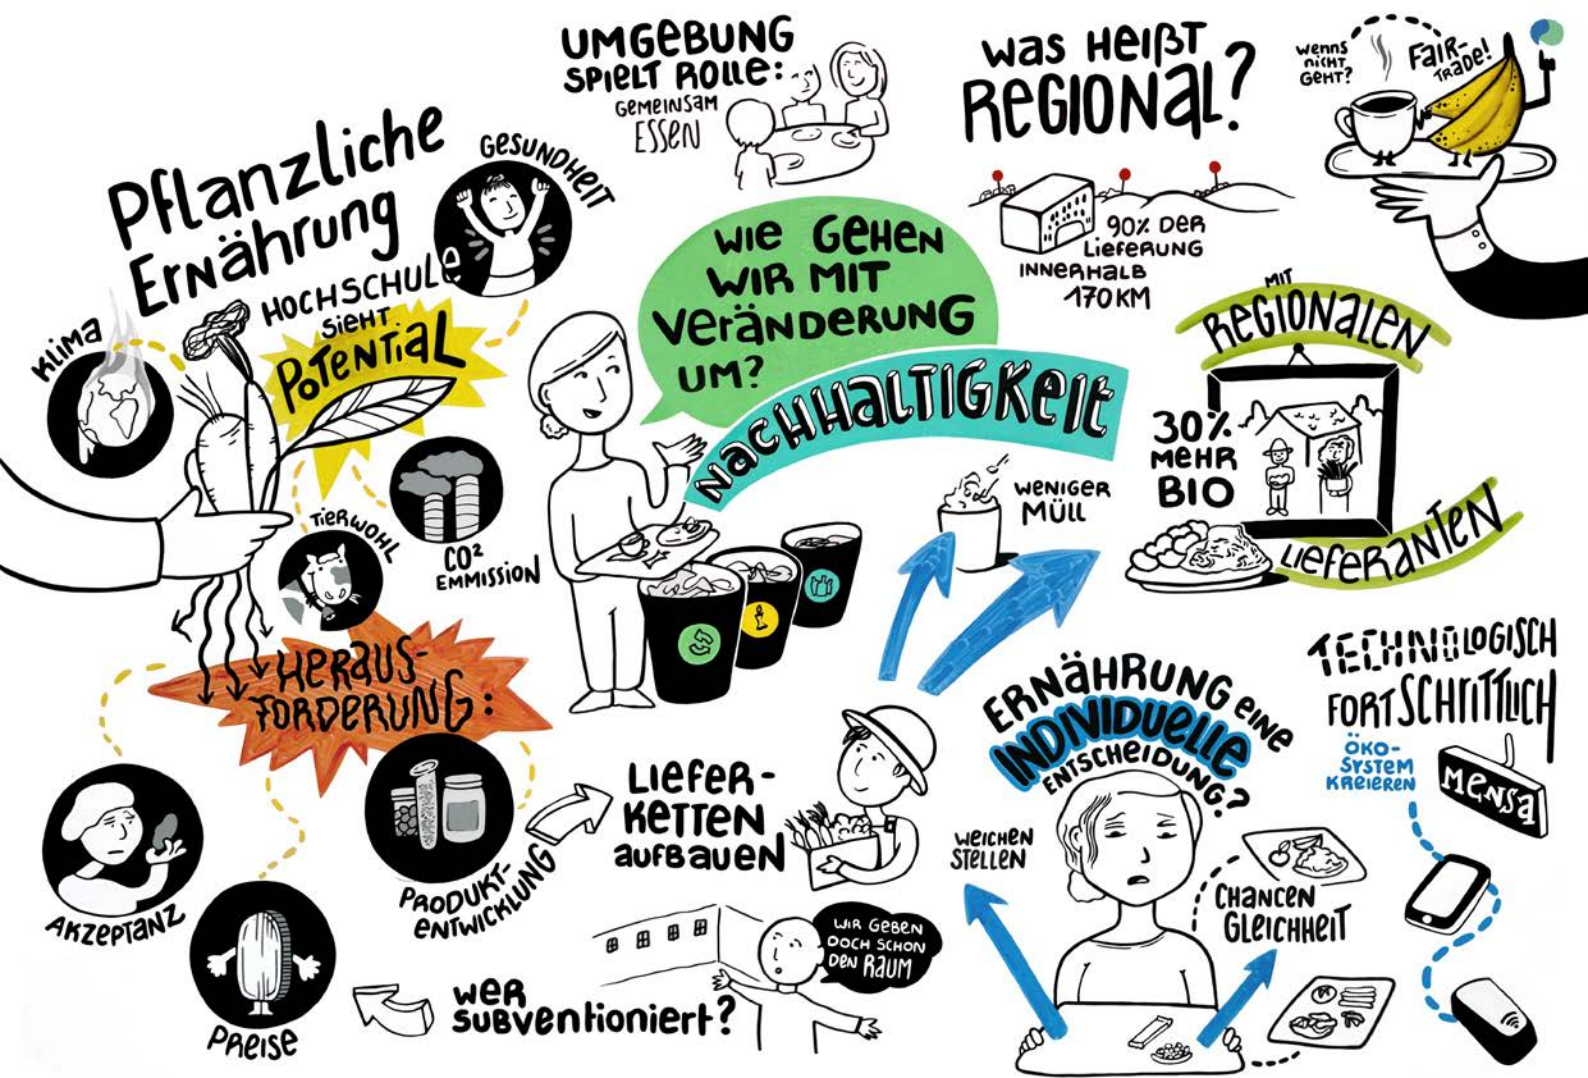 UMGEBUNG
SPIELT ROLLE:
GEMEINSAM
ESSEN
WAS HEIẞT
REGIONAL?
WENNS
NICHT
GEHT?
FAIR-
TRADE!
90% DER
LIEFERUNG
INNERHALB
170 KM
Pflanzliche
Ernährung
HOCHSCHULE
SIEHT
POTENTIAL
GESUNDHEIT
KLIMA
TIERWOHL
CO²
EMMISSION
WIE GEHEN
WIR MIT
VERÄNDERUNG
UM?
NACHHALTIGKEIT
WENIGER
MÜLL
MIT
REGIONALEN
30%
MEHR
BIO
LIEFERANTEN
HERAUS-
FORDERUNG:
AKZEPTANZ
PREISE
PRODUKT-
ENTWICKLUNG
LIEFER-
KETTEN
AUFBAUEN
WER
SUBVENTIONIERT?
WIR GEBEN
DOCH SCHON
DEN RAUM
ERNÄHRUNG EINE
INDIVIDUELLE
ENTSCHEIDUNG?
WEICHEN
STELLEN
CHANCEN
GLEICHHEIT
TECHNOLOGISCH
FORTSCHRITTLICH
ÖKO-
SYSTEM
KREIEREN
MENSA